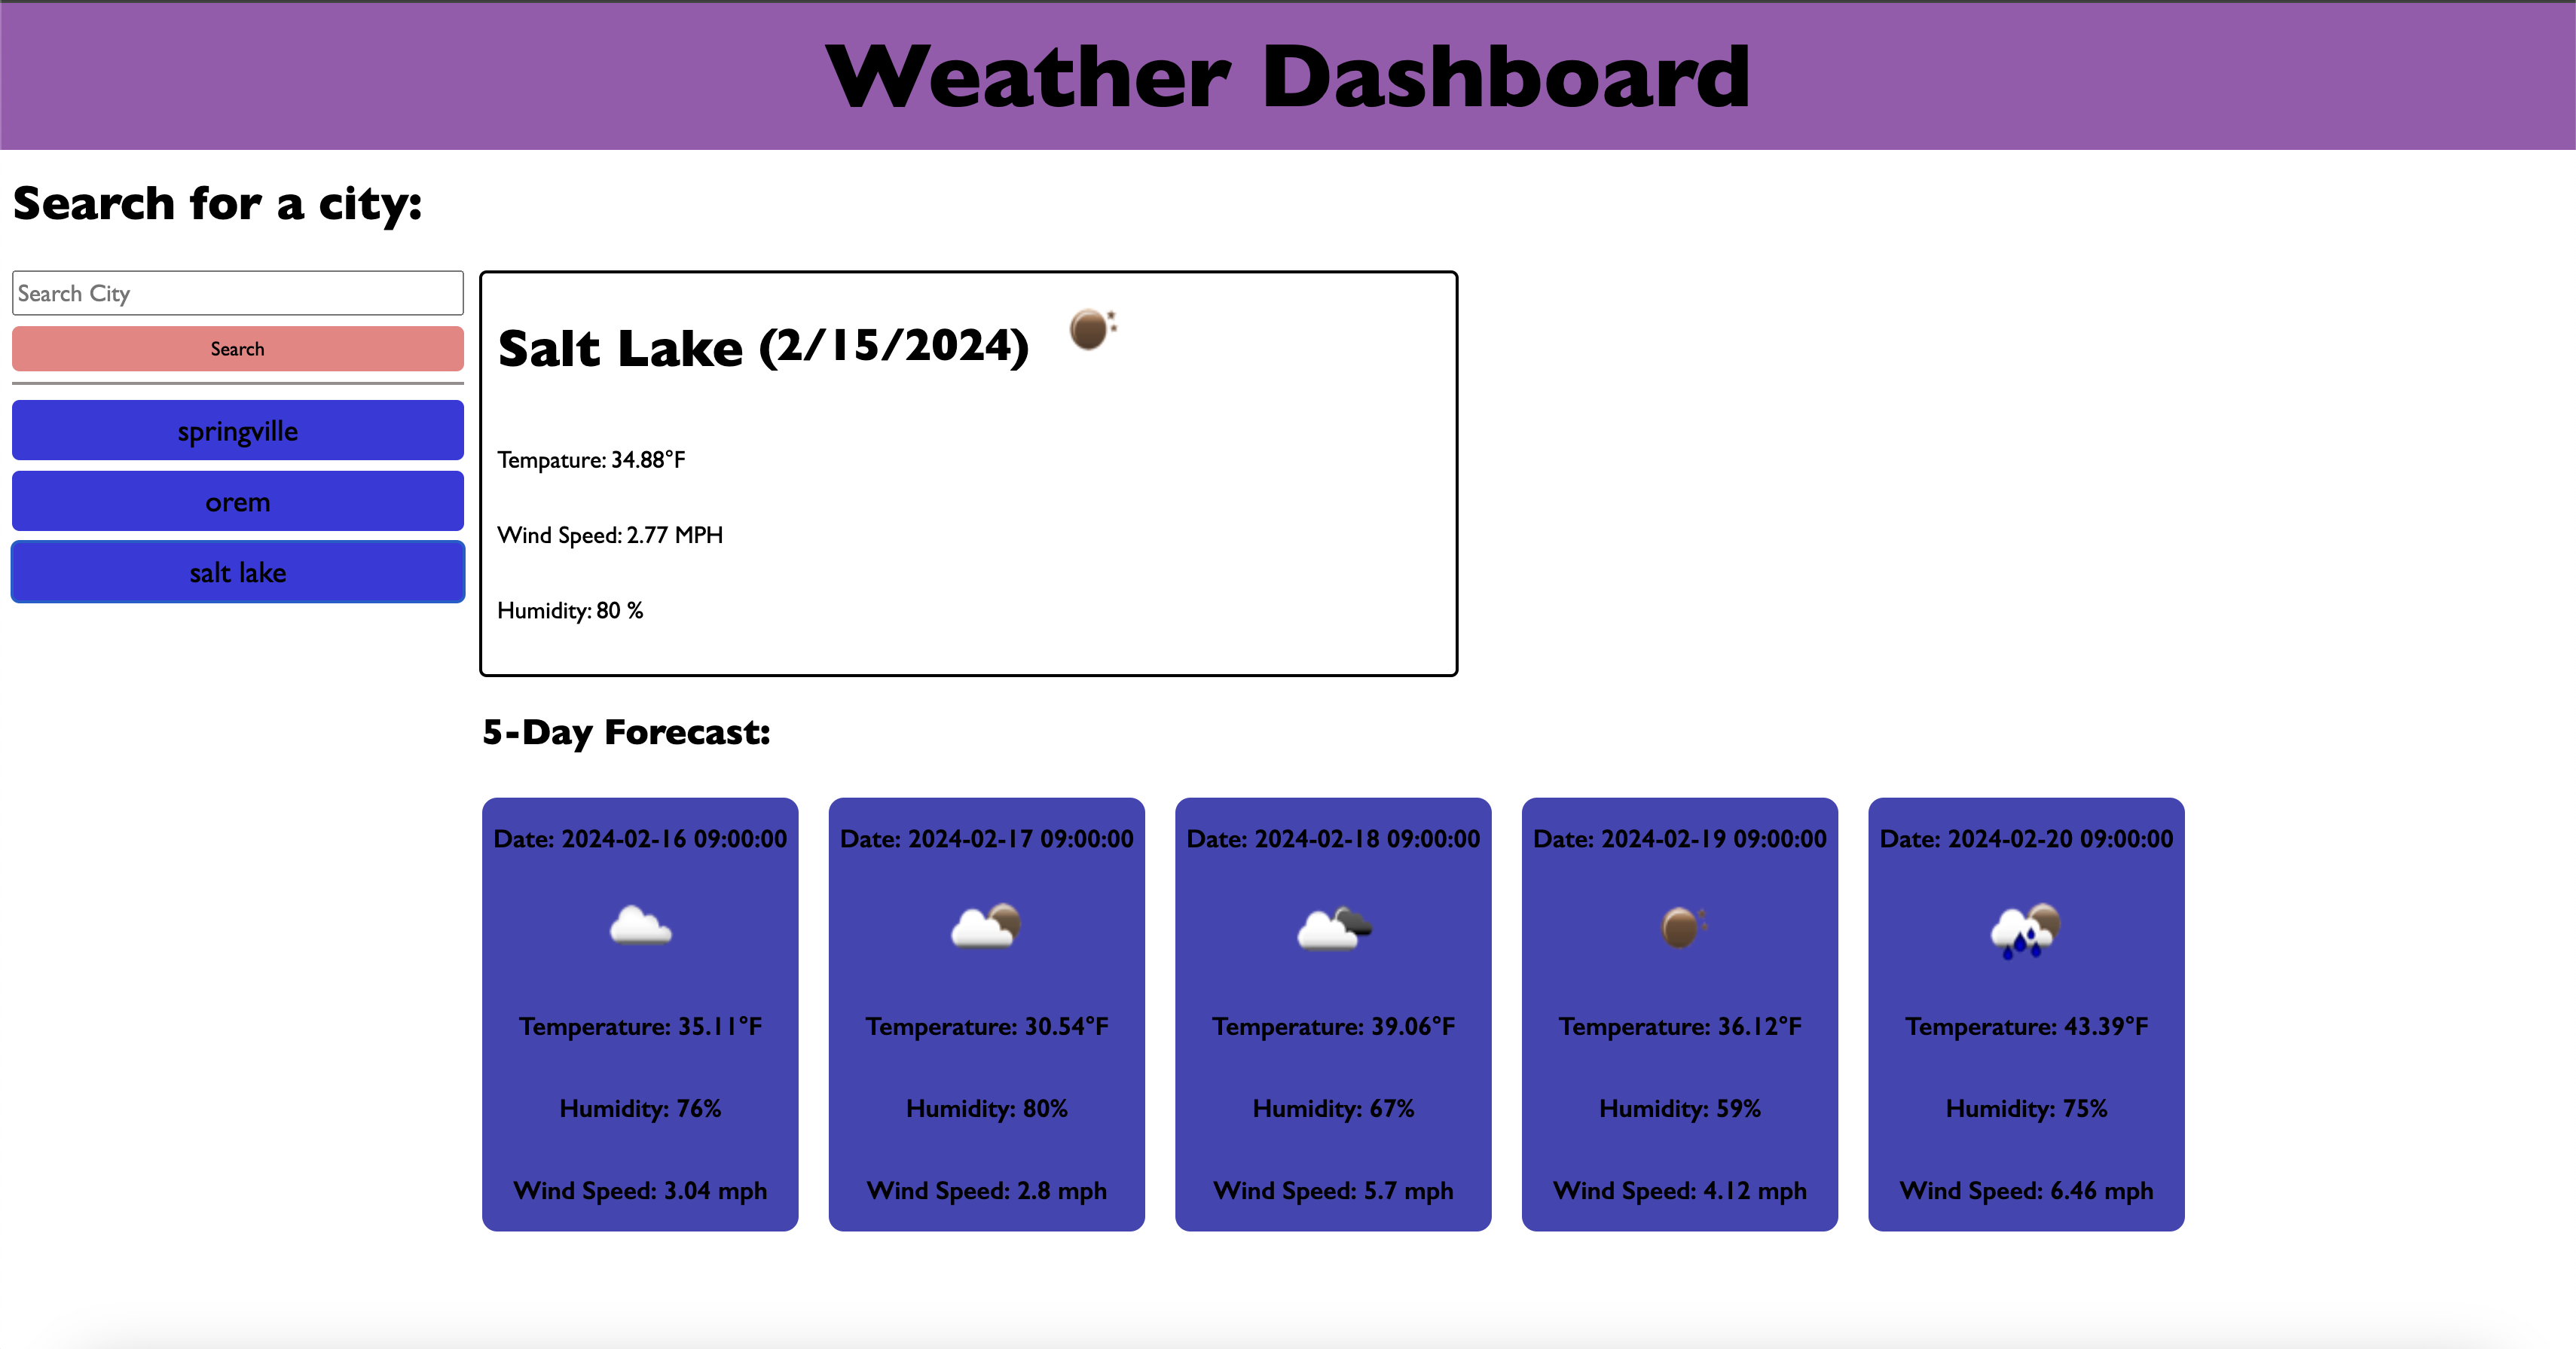 Weather Dashboard
Search for a city:
Search City
Search
springville
orem
salt lake
Salt Lake (2/15/2024)
Tempature: 34.88°F
Wind Speed: 2.77 MPH
Humidity: 80 %
5-Day Forecast:
Date: 2024-02-16 09:00:00
Temperature: 35.11°F
Humidity: 76%
Wind Speed: 3.04 mph
Date: 2024-02-17 09:00:00
Temperature: 30.54°F
Humidity: 80%
Wind Speed: 2.8 mph
Date: 2024-02-18 09:00:00
Temperature: 39.06°F
Humidity: 67%
Wind Speed: 5.7 mph
Date: 2024-02-19 09:00:00
Temperature: 36.12°F
Humidity: 59%
Wind Speed: 4.12 mph
Date: 2024-02-20 09:00:00
Temperature: 43.39°F
Humidity: 75%
Wind Speed: 6.46 mph